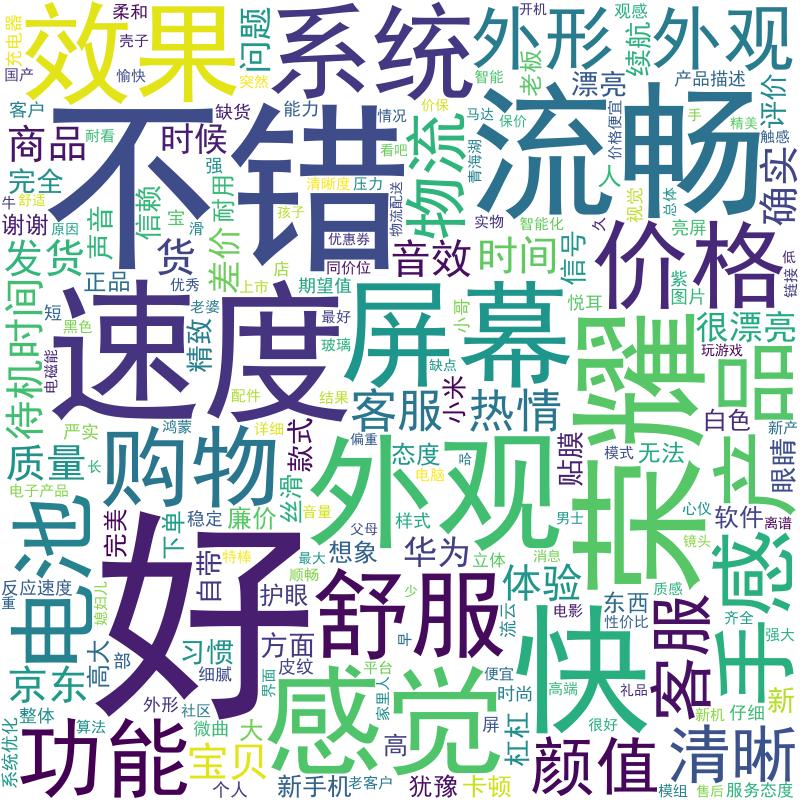 充电器
柔和
开机
观感
效果
系统
外形
外观
壳子
国产
愉快
问题
突然
智能
老板
续航
漂亮
产品描述
评价
客户
缺货
能力
情况
价保
马达
保价
价格便宜
手
精美
触感
商品
耐看
时候
不错
流畅
物流
看吧
青海湖
确实
完全
强
清晰度
压力
人
视觉
总体
牛
舒适
耐用
信赖
孩子
物流配送
谢谢
原因
声音
宝
滑
优惠券
实物
智能化
久
亮屏
发货
货
差价
店
同价位
音效
时间
信号
价格
链接
正品
优秀
上市
期望值
紫
图片
待机时间
短
老婆
最好
小哥
悦耳
很漂亮
黑色
电磁能
精致
速度
玻璃
屏幕
缺点
荣耀
玩游戏
产品
配件
结果
客服
小米
热情
白色
严实
鸿蒙
详细
款式
偏重
态度
哈
贴膜
模式
无法
新产
眼睛
质量
长
购物
外观
电脑
电子产品
丝滑
音量
父母
样式
男士
心仪
软件
离谱
电池
完美
下单
稳定
廉价
想象
华为
立体
消息
镜头
手感
自带
特棒
最大
反应速度
重
媳妇儿
好
顺畅
护眼
舒服
少
早
流云
体验
电影
东西
性价比
质感
客服
齐全
强大
习惯
方面
快
京东
高大
部
细腻
皮纹
感觉
平台
家里人
便宜
时尚
高端
礼品
新
外形
社区
界面
整体
算法
微曲
大
高
屏
杠杠
很好
新机
仔细
系统优化
功能
宝贝
个人
新手机
老客户
犹豫
卡顿
颜值
清晰
模组
售后
服务态度